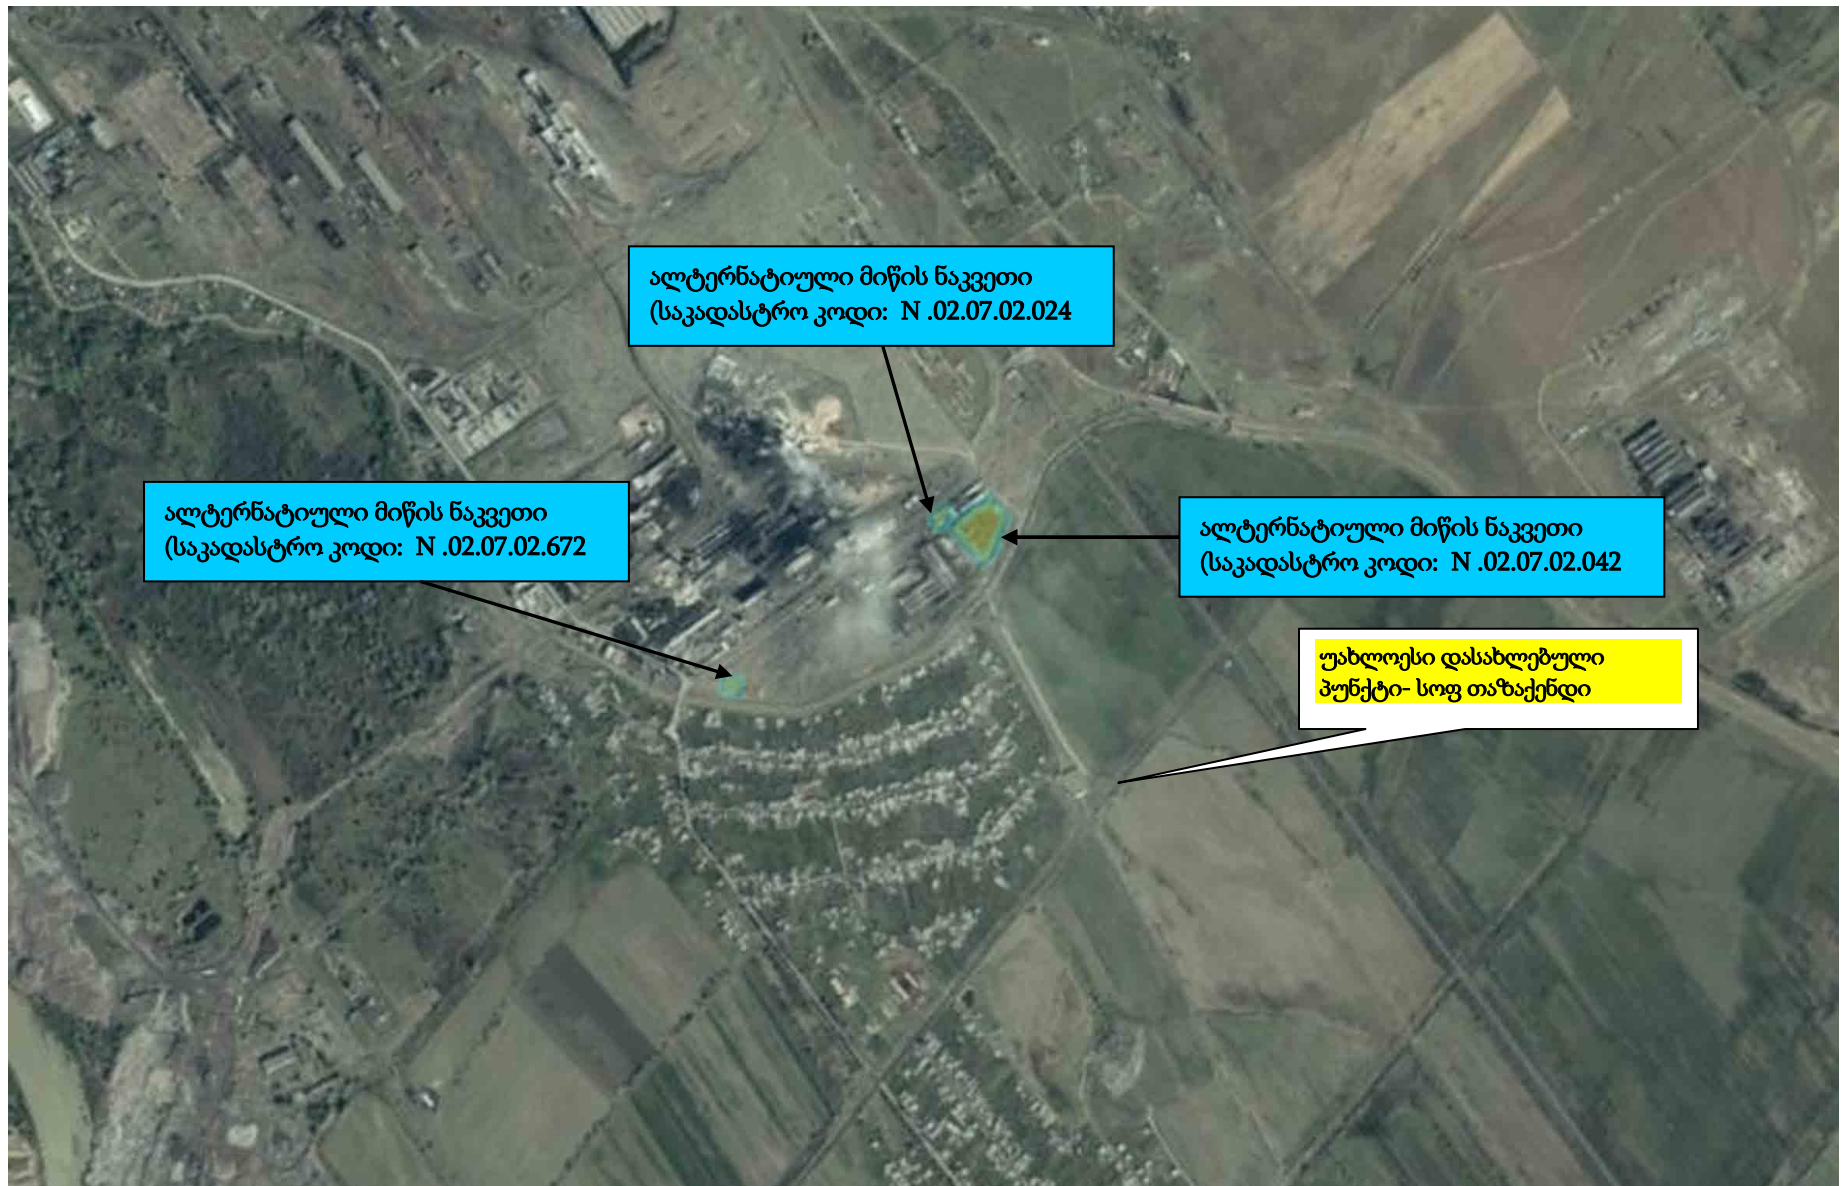 ალტერნატიული მიწის ნაკვეთი
(საკადასტრო კოდი: N .02.07.02.024
ალტერნატიული მიწის ნაკვეთი
(საკადასტრო კოდი: N .02.07.02.672
ალტერნატიული მიწის ნაკვეთი
(საკადასტრო კოდი: N .02.07.02.042
უახლოესი დასახლებული
პუნქტი- სოფ თაზაქენდი